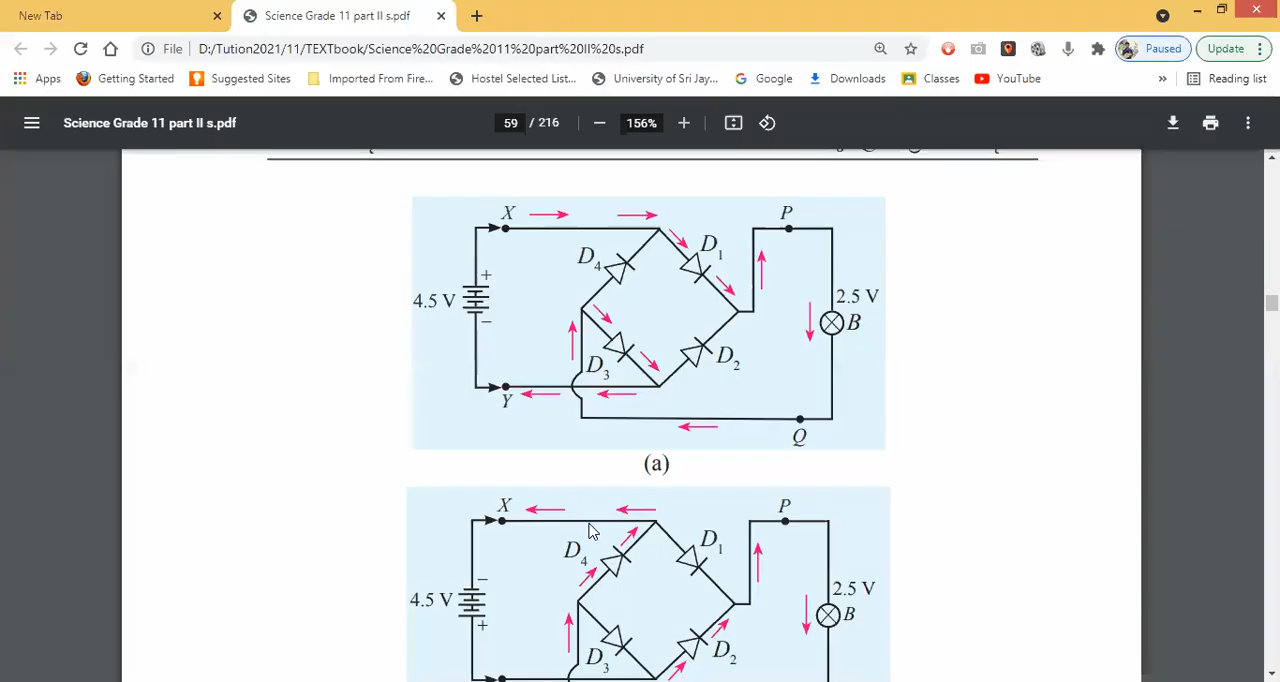 New Tab
Science Grade 11 part II s.pdf
File D:/Tution2021/11/TEXTbook/Science%20Grade%2011%20part%20II%20s.pdf
Paused
Update
Apps Getting Started Suggested Sites Imported From Fire... Hostel Selected List... University of Sri Jay... Google Downloads Classes YouTube » Reading list
Science Grade 11 part II s.pdf
59 / 216
156%
X
P
D4
D1
+
4.5 V
–
2.5 V
B
D3
D2
Y
Q
(a)
X
P
D4
D1
–
4.5 V
+
2.5 V
B
D3
D2